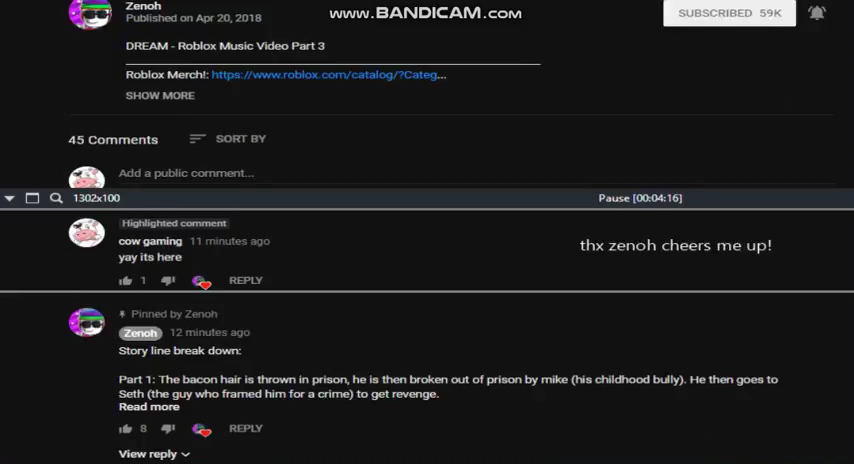 www.BANDICAM.com
Zenoh
Published on Apr 20, 2018
SUBSCRIBED 59K
DREAM - Roblox Music Video Part 3
Roblox Merch!: https://www.roblox.com/catalog/?Categ...
SHOW MORE
45 Comments
SORT BY
Add a public comment...
1302x100
Pause [00:04:16]
Highlighted comment
cow gaming 11 minutes ago
yay its here
thx zenoh cheers me up!
1 REPLY
Pinned by Zenoh
Zenoh 12 minutes ago
Story line break down:
Part 1: The bacon hair is thrown in prison, he is then broken out of prison by mike (his childhood bully). He then goes to
Seth (the guy who framed him for a crime) to get revenge.
Read more
8 REPLY
View reply